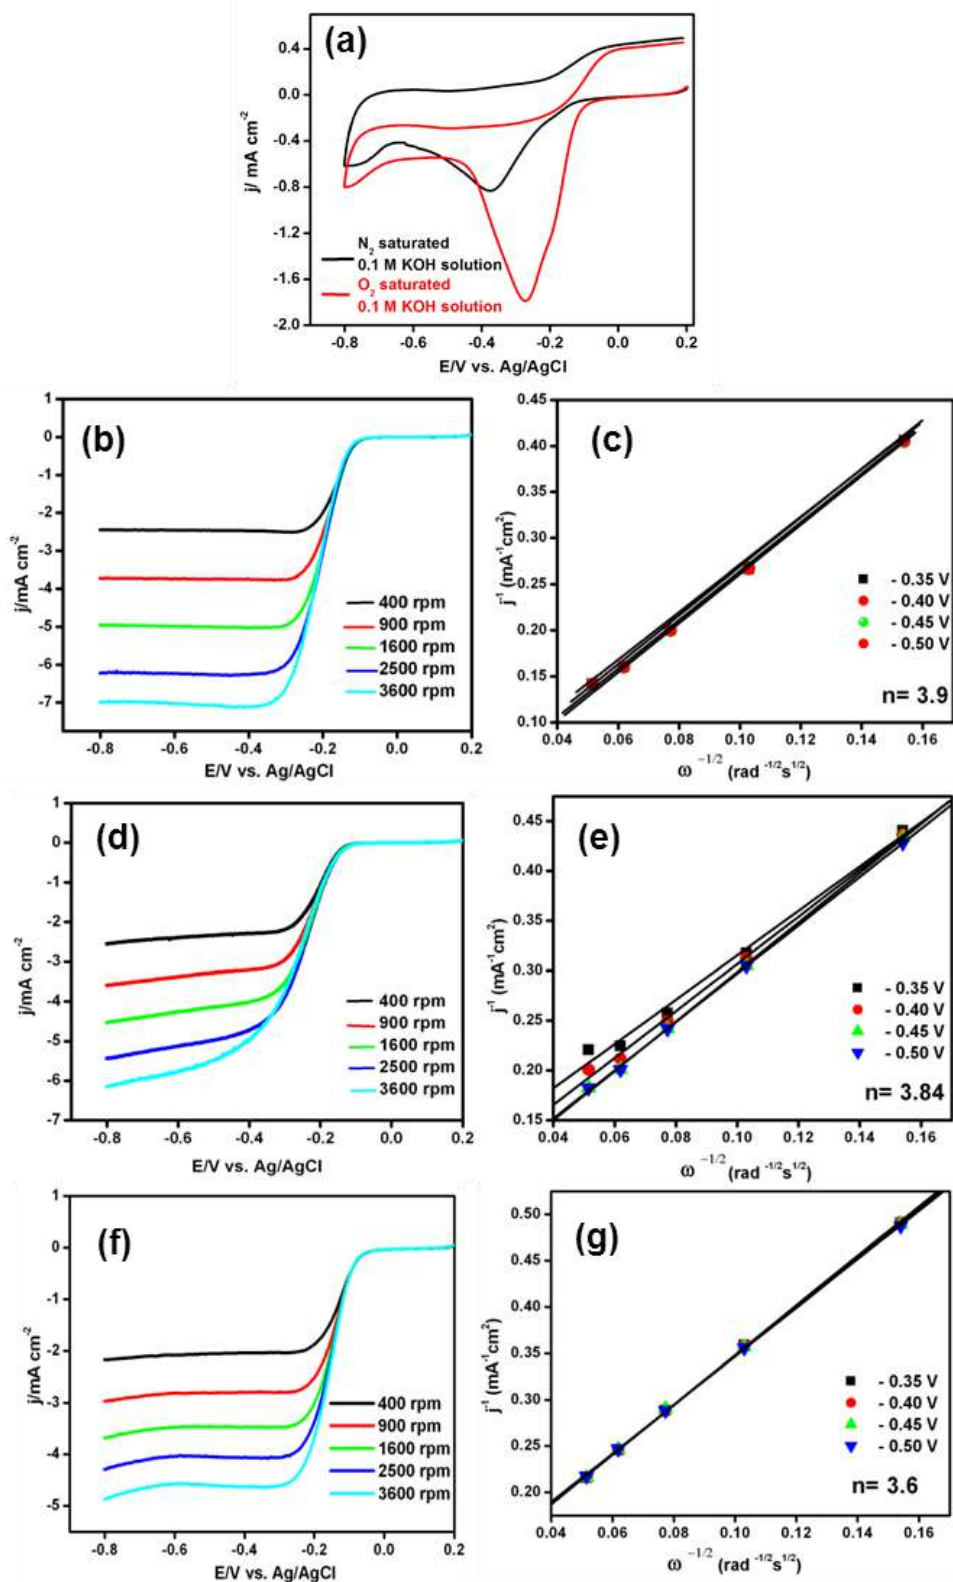 (a)
0.4
0.0
-0.4
-0.8
-1.2
-1.6
-2.0
j/ mA cm-2
N2 saturated
0.1 M KOH solution
O2 saturated
0.1 M KOH solution
-0.8 -0.6 -0.4 -0.2 0.0 0.2
E/V vs. Ag/AgCl
(b)
1
0
-1
-2
-3
-4
-5
-6
-7
j/mA cm-2
400 rpm
900 rpm
1600 rpm
2500 rpm
3600 rpm
-0.8 -0.6 -0.4 -0.2 0.0 0.2
E/V vs. Ag/AgCl
(c)
0.45
0.40
0.35
0.30
0.25
0.20
0.15
0.10
j-1 (mA-1cm2)
- 0.35 V
- 0.40 V
- 0.45 V
- 0.50 V
n= 3.9
0.04 0.06 0.08 0.10 0.12 0.14 0.16
ω -1/2 (rad -1/2s1/2)
(d)
1
0
-1
-2
-3
-4
-5
-6
-7
j/mA cm-2
400 rpm
900 rpm
1600 rpm
2500 rpm
3600 rpm
-0.8 -0.6 -0.4 -0.2 0.0 0.2
E/V vs. Ag/AgCl
(e)
0.45
0.40
0.35
0.30
0.25
0.20
0.15
j-1 (mA-1cm2)
- 0.35 V
- 0.40 V
- 0.45 V
- 0.50 V
n= 3.84
0.04 0.06 0.08 0.10 0.12 0.14 0.16
ω -1/2 (rad -1/2s1/2)
(f)
1
0
-1
-2
-3
-4
-5
j/mA cm-2
400 rpm
900 rpm
1600 rpm
2500 rpm
3600 rpm
-0.8 -0.6 -0.4 -0.2 0.0 0.2
E/V vs. Ag/AgCl
(g)
0.50
0.45
0.40
0.35
0.30
0.25
0.20
j-1 (mA-1cm2)
- 0.35 V
- 0.40 V
- 0.45 V
- 0.50 V
n= 3.6
0.04 0.06 0.08 0.10 0.12 0.14 0.16
ω -1/2 (rad -1/2s1/2)